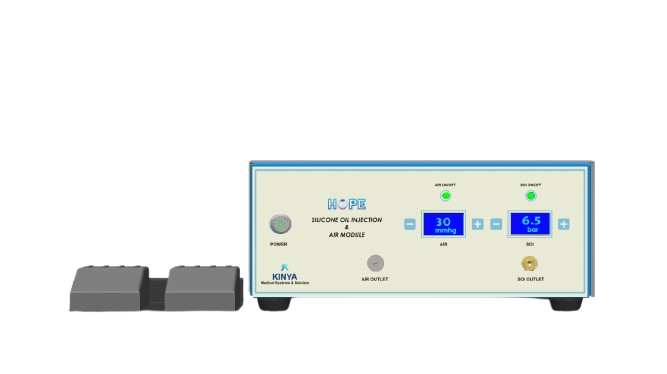 AIR ON/OFF
SOI ON/OFF
HOPE
SILICONE OIL INJECTION
&
AIR MODULE
− 30 mmhg +
− 6.5 bar +
POWER
AIR
SOI
KINYA
Medical Systems & Solution
AIR OUTLET
SOI OUTLET